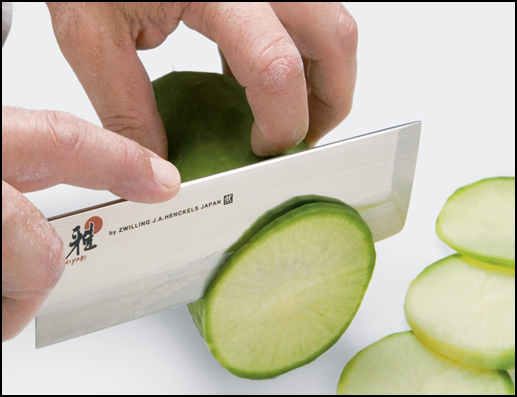 雅
MIYABI
by ZWILLING J.A.HENCKELS JAPAN